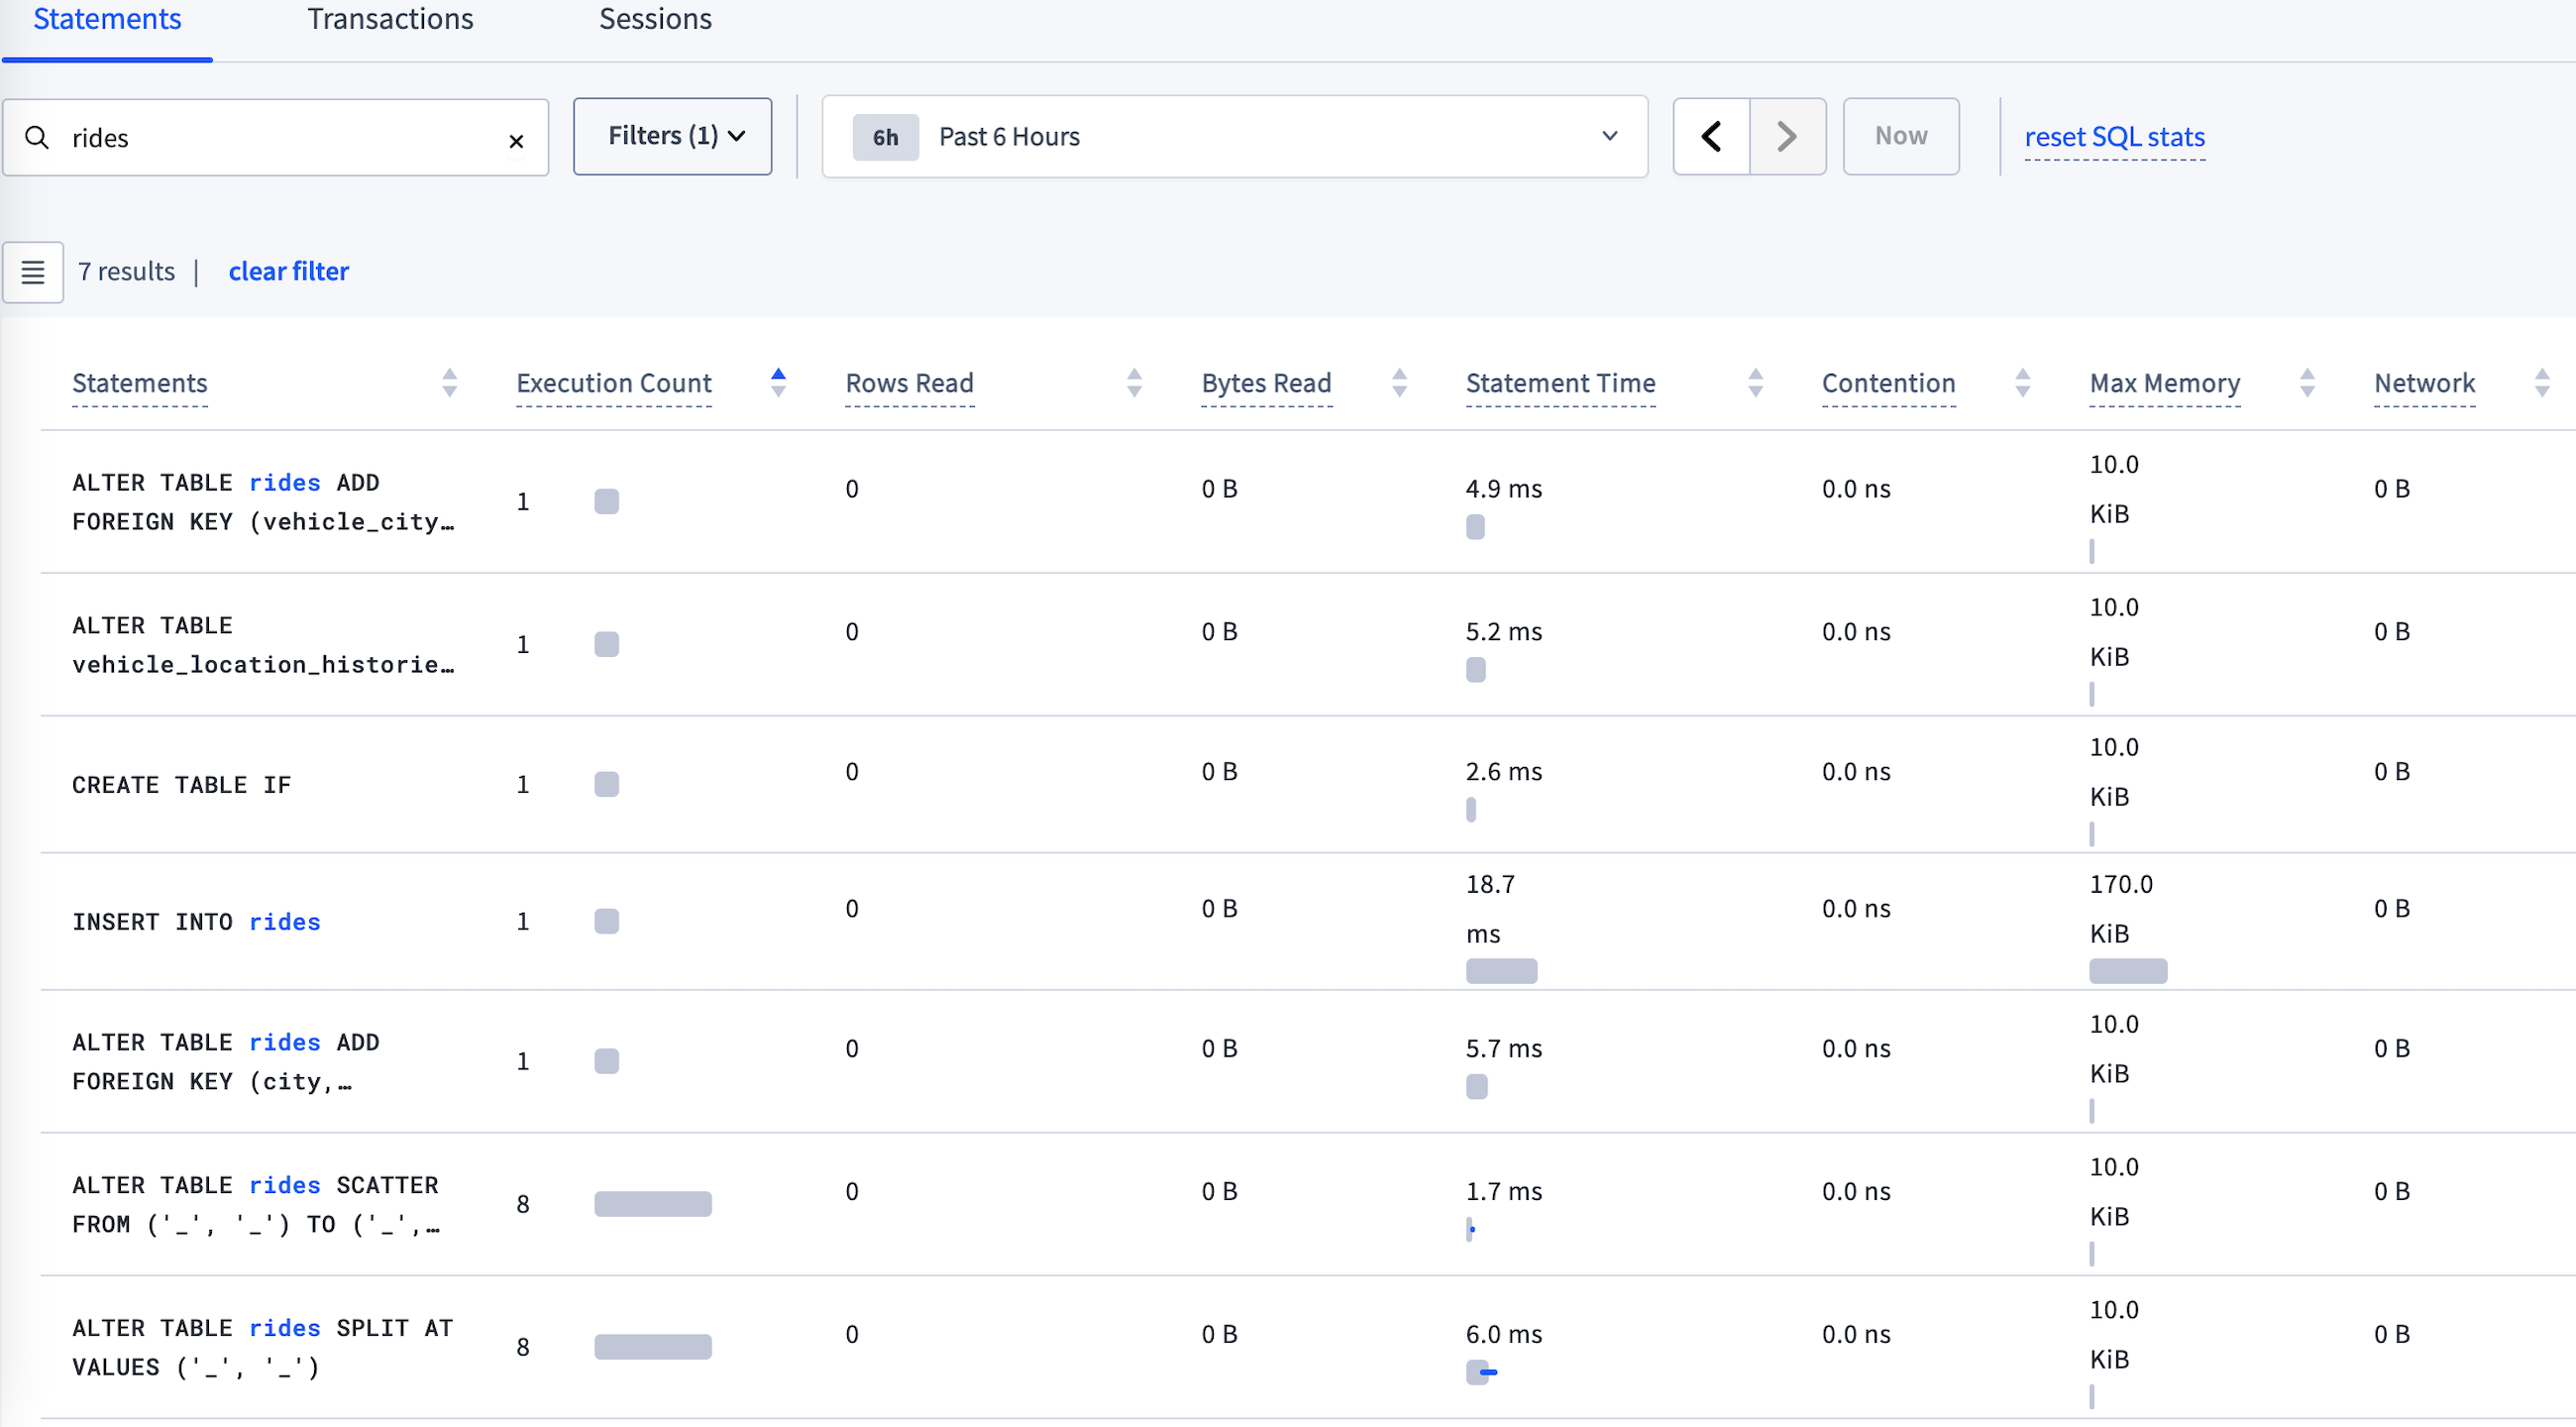 Statements Transactions Sessions
rides Filters (1) 6h Past 6 Hours Now reset SQL stats
7 results | clear filter
Statements Execution Count Rows Read Bytes Read Statement Time Contention Max Memory Network
ALTER TABLE rides ADD
FOREIGN KEY (vehicle_city…
1 0 0 B 4.9 ms 0.0 ns 10.0
KiB
0 B
ALTER TABLE
vehicle_location_historie…
1 0 0 B 5.2 ms 0.0 ns 10.0
KiB
0 B
CREATE TABLE IF
1 0 0 B 2.6 ms 0.0 ns 10.0
KiB
0 B
INSERT INTO rides
1 0 0 B 18.7
ms
0.0 ns 170.0
KiB
0 B
ALTER TABLE rides ADD
FOREIGN KEY (city,…
1 0 0 B 5.7 ms 0.0 ns 10.0
KiB
0 B
ALTER TABLE rides SCATTER
FROM ('_', '_') TO ('_',…
8 0 0 B 1.7 ms 0.0 ns 10.0
KiB
0 B
ALTER TABLE rides SPLIT AT
VALUES ('_', '_')
8 0 0 B 6.0 ms 0.0 ns 10.0
KiB
0 B